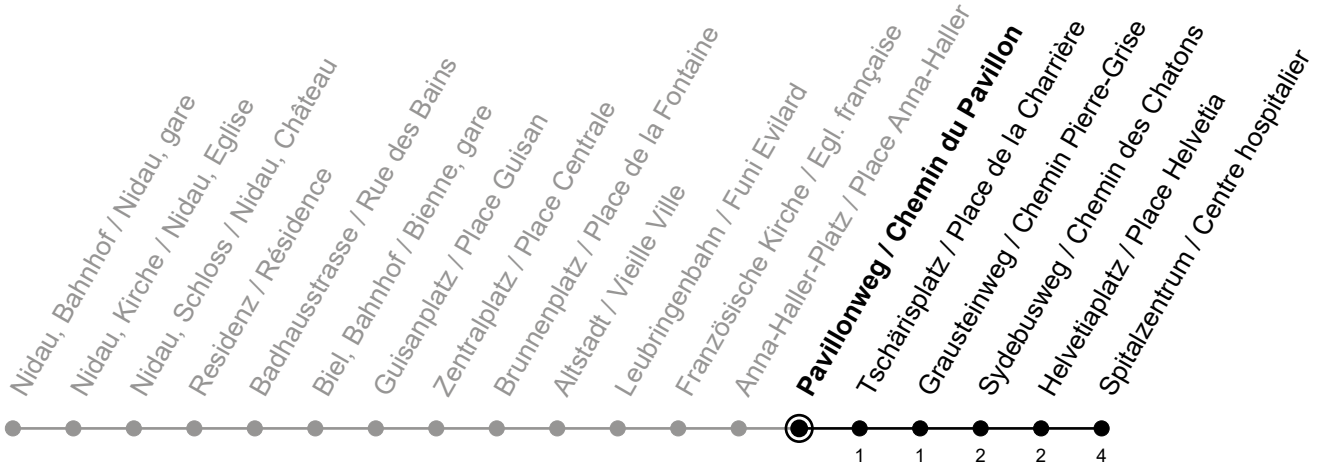 Nidau, Bahnhof / Nidau, gare
Nidau, Kirche / Nidau, Eglise
Nidau, Schloss / Nidau, Château
Residenz / Résidence
Badhausstrasse / Rue des Bains
Biel, Bahnhof / Bienne, gare
Guisanplatz / Place Guisan
Zentralplatz / Place Centrale
Brunnenplatz / Place de la Fontaine
Altstadt / Vieille Ville
Leubringenbahn / Funi Evilard
Französische Kirche / Egl. française
Anna-Haller-Platz / Place Anna-Haller
Pavillonweg / Chemin du Pavillon
Tschärisplatz / Place de la Charrière
Grausteinweg / Chemin Pierre-Grise
Sydebusweg / Chemin des Chatons
Helvetiaplatz / Place Helvetia
Spitalzentrum / Centre hospitalier
1 1 2 2 4